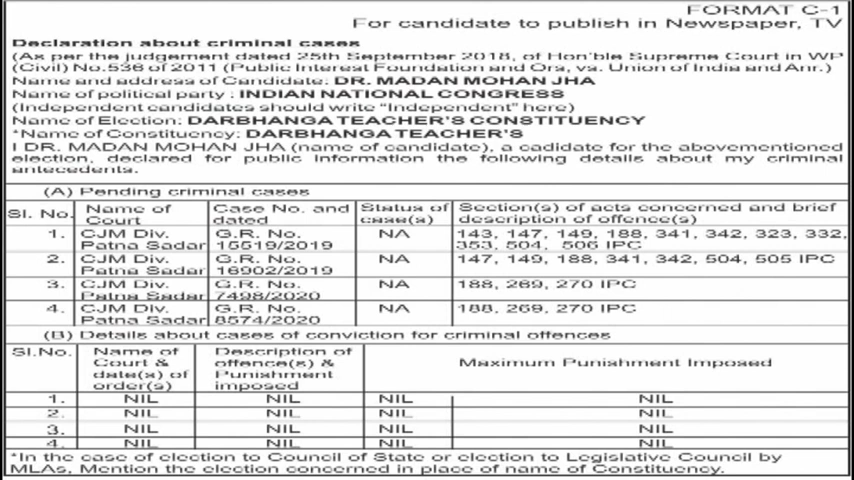 FORMAT C-1
For candidate to publish in Newspaper, TV
Declaration about criminal cases
(As per the judgement dated 25th September 2018, of Hon'ble Supreme Court in WP
(Civil) No.536 of 2011 (Public Interest Foundation and Ors, vs. Union of India and Anr.)
Name and address of Candidate: DR. MADAN MOHAN JHA
Name of political party : INDIAN NATIONAL CONGRESS
(Independent candidates should write "Independent" here)
Name of Election: DARBHANGA TEACHER'S CONSTITUENCY
*Name of Constituency: DARBHANGA TEACHER'S
I DR. MADAN MOHAN JHA (name of candidate), a cadidate for the abovementioned
election, declared for public information the following details about my criminal
antecedents.
(A) Pending criminal cases
Sl. No. Name of Court Case No. and dated Status of case(s) Section(s) of acts concerned and brief description of offence(s)
1. CJM Div. Patna Sadar G.R. No. 15519/2019 NA 143, 147, 149, 188, 341, 342, 323, 332, 353, 504, 506 IPC
2. CJM Div. Patna Sadar G.R. No. 16902/2019 NA 147, 149, 188, 341, 342, 504, 505 IPC
3. CJM Div. Patna Sadar G.R. No. 7498/2020 NA 188, 269, 270 IPC
4. CJM Div. Patna Sadar G.R. No. 8574/2020 NA 188, 269, 270 IPC
(B) Details about cases of conviction for criminal offences
Sl.No. Name of Court & date(s) of order(s) Description of offence(s) & Punishment imposed Maximum Punishment Imposed
1. NIL NIL NIL NIL
2. NIL NIL NIL NIL
3. NIL NIL NIL NIL
4. NIL NIL NIL NIL
*In the case of election to Council of State or election to Legislative Council by
MLAs, Mention the election concerned in place of name of Constituency.